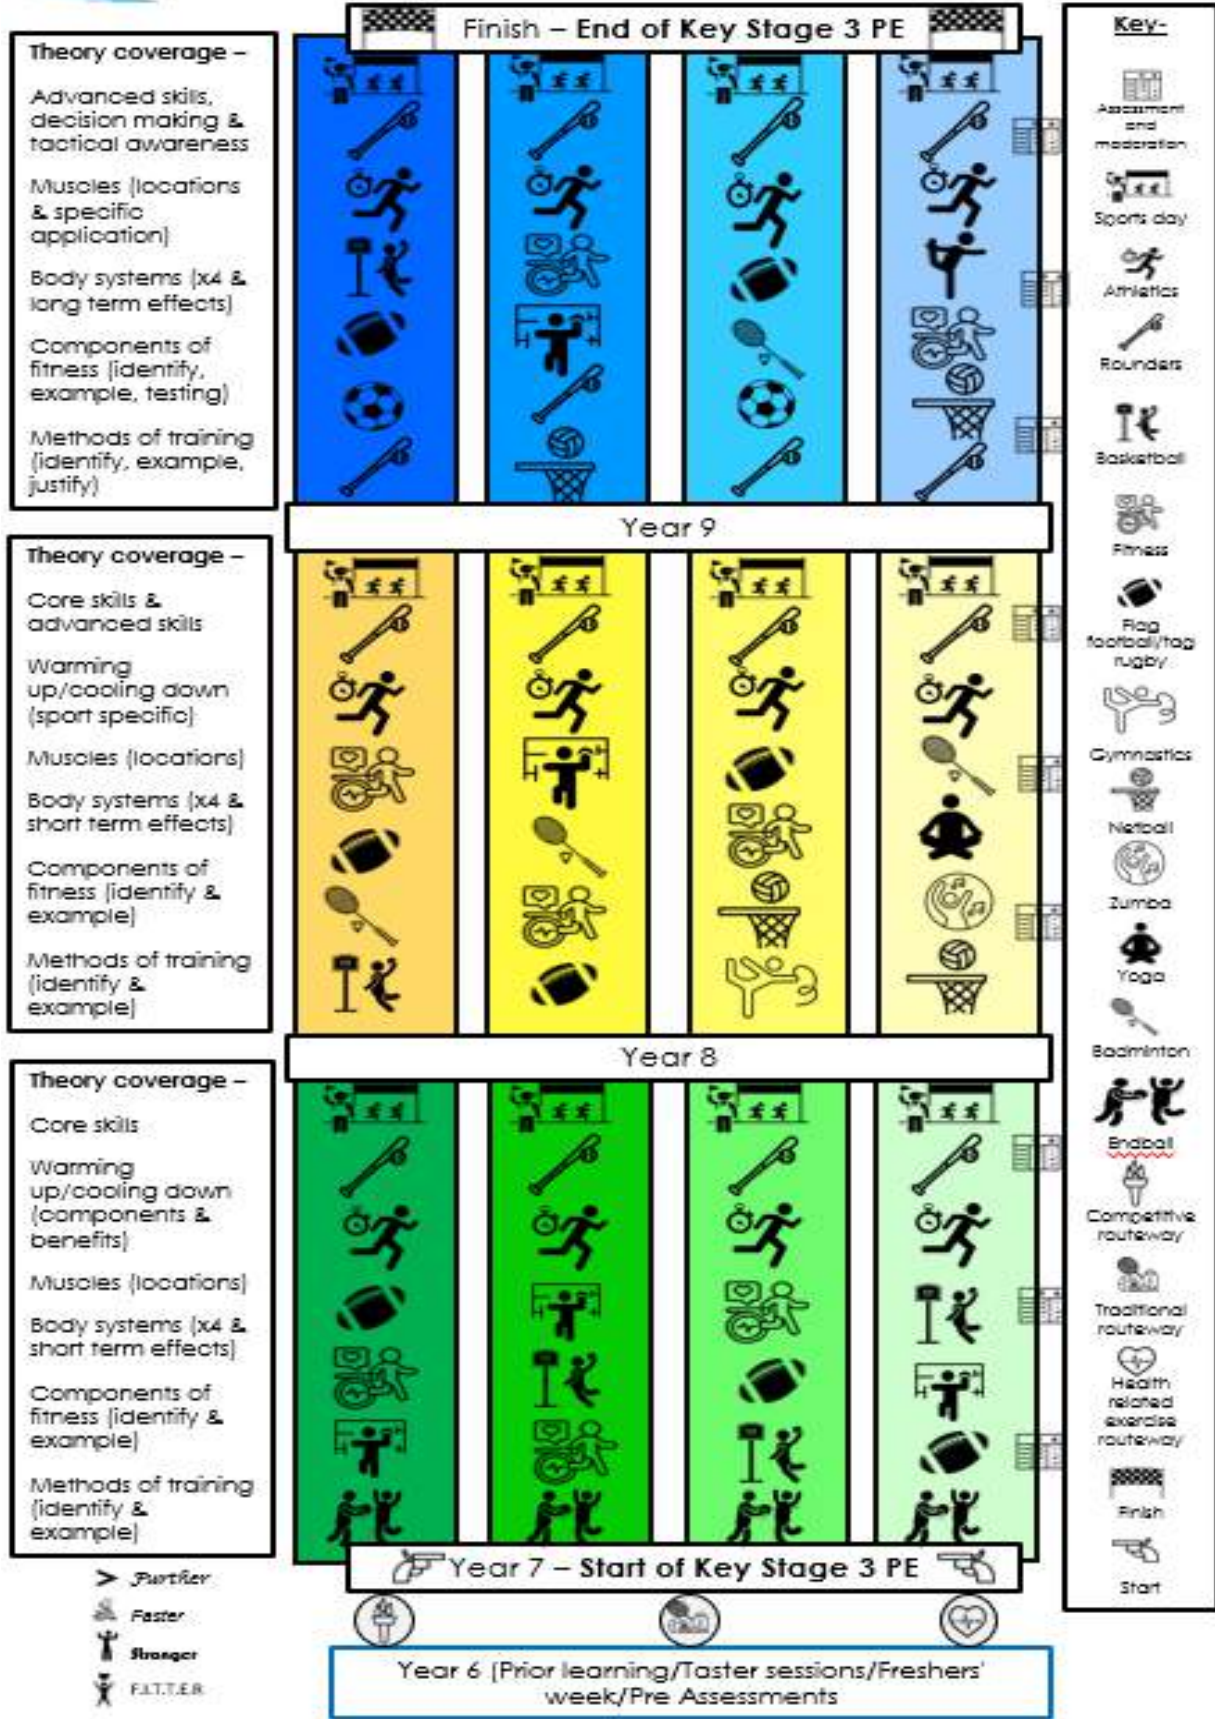 Finish – End of Key Stage 3 PE
Theory coverage –
Advanced skills,
decision making &
tactical awareness
Muscles (locations
& specific
application)
Body systems (x4 &
long term effects)
Components of
fitness (identify,
example, testing)
Methods of training
(identify, example,
justify)
Year 9
Theory coverage –
Core skills &
advanced skills
Warming
up/cooling down
(sport specific)
Muscles (locations)
Body systems (x4 &
short term effects)
Components of
fitness (identify &
example)
Methods of training
(identify &
example)
Year 8
Theory coverage –
Core skills
Warming
up/cooling down
(components &
benefits)
Muscles (locations)
Body systems (x4 &
short term effects)
Components of
fitness (identify &
example)
Methods of training
(identify &
example)
Year 7 – Start of Key Stage 3 PE
> Further
Faster
Stronger
F.I.T.T.E.R
Year 6 (Prior learning/Taster sessions/Freshers'
week/Pre Assessments
Key-
Assessment
and
moderation
Sports day
Athletics
Rounders
Basketball
Fitness
Flag
football/tag
rugby
Gymnastics
Netball
Zumba
Yoga
Badminton
Endball
Competitive
routeway
Traditional
routeway
Health
related
exercise
routeway
Finish
Start